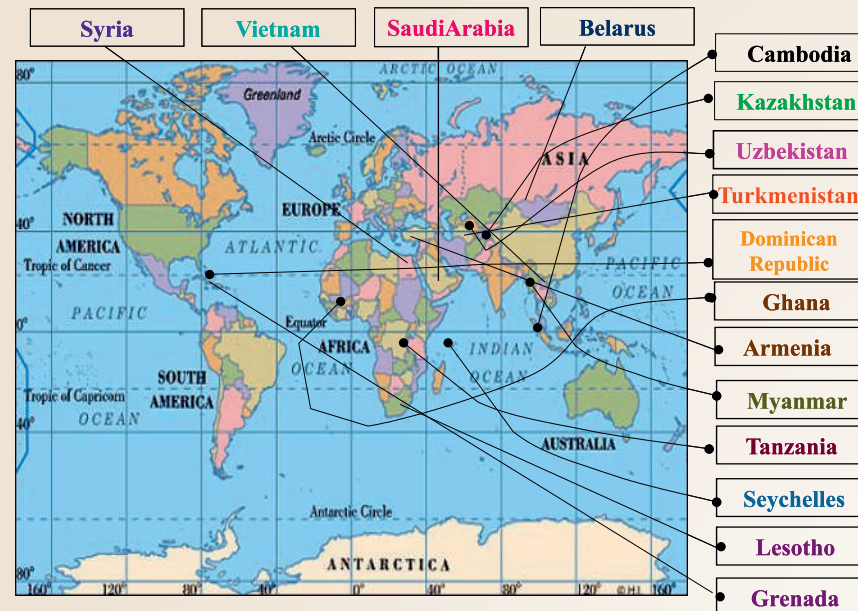 Syria
Vietnam
SaudiArabia
Belarus
Cambodia
Kazakhstan
Uzbekistan
Turkmenistan
Dominican
Republic
Ghana
Armenia
Myanmar
Tanzania
Seychelles
Lesotho
Grenada
80°
ARCTIC OCEAN
Greenland
Arctic Circle
ASIA
EUROPE
NORTH
AMERICA
40°
ATLANTIC
Tropic of Cancer
PACIFIC
OCEAN
PACIFIC
0°
Equator
AFRICA
INDIAN
OCEAN
OCEAN
SOUTH
AMERICA
Tropic of Capricorn
OCEAN
40°
AUSTRALIA
Antarctic Circle
ANTARCTICA
80°
160° 120° 80° 0° 40° 80° 120° © H.L. 160°